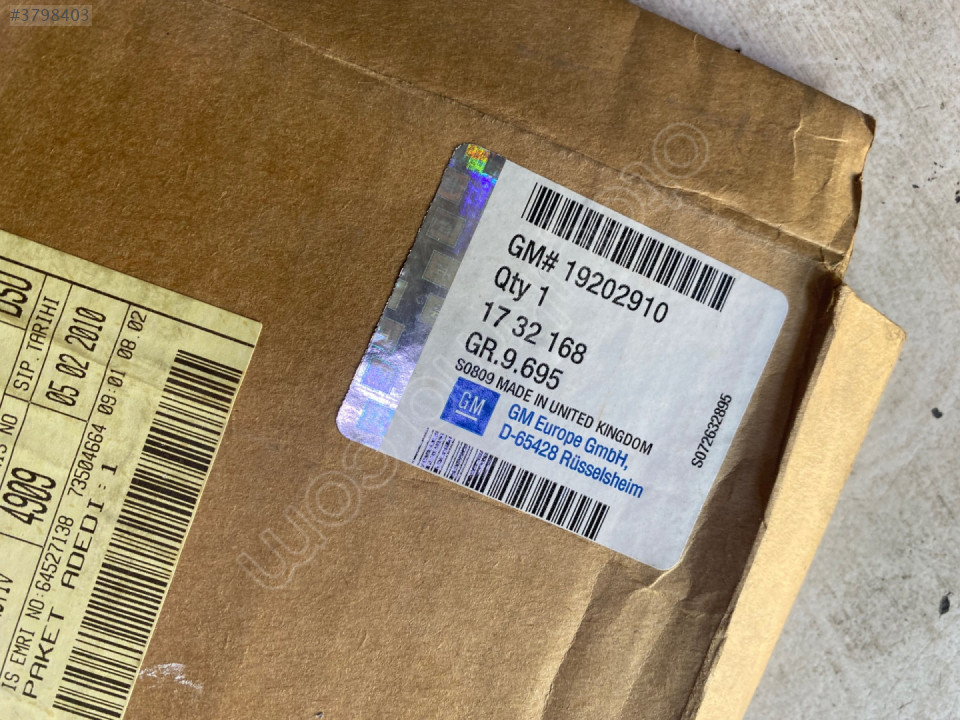 #3798403
GM# 19202910
Qty 1
17 32 168
GR.9.695
S0809 MADE IN UNITED KINGDOM
GM
GM Europe GmbH,
D-65428 Rüsselsheim
S072632895
SIP.TARIHI
05 02 2010
4909
IS EMRI NO:64527138 73504664 09:01 08.02
PAKET ADEDI: 1